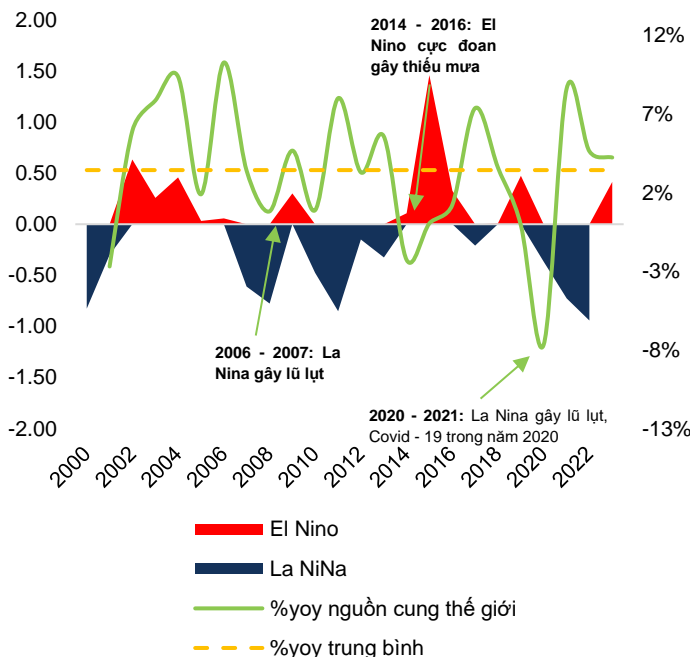 2.00
1.50
1.00
0.50
0.00
-0.50
-1.00
-1.50
-2.00
12%
7%
2%
-3%
-8%
-13%
2014 - 2016: El
Nino cực đoan
gây thiếu mưa
2006 - 2007: La
Nina gây lũ lụt
2020 - 2021: La Nina gây lũ lụt,
Covid - 19 trong năm 2020
2000
2002
2004
2006
2008
2010
2012
2014
2016
2018
2020
2022
El Nino
La NiNa
%yoy nguồn cung thế giới
%yoy trung bình